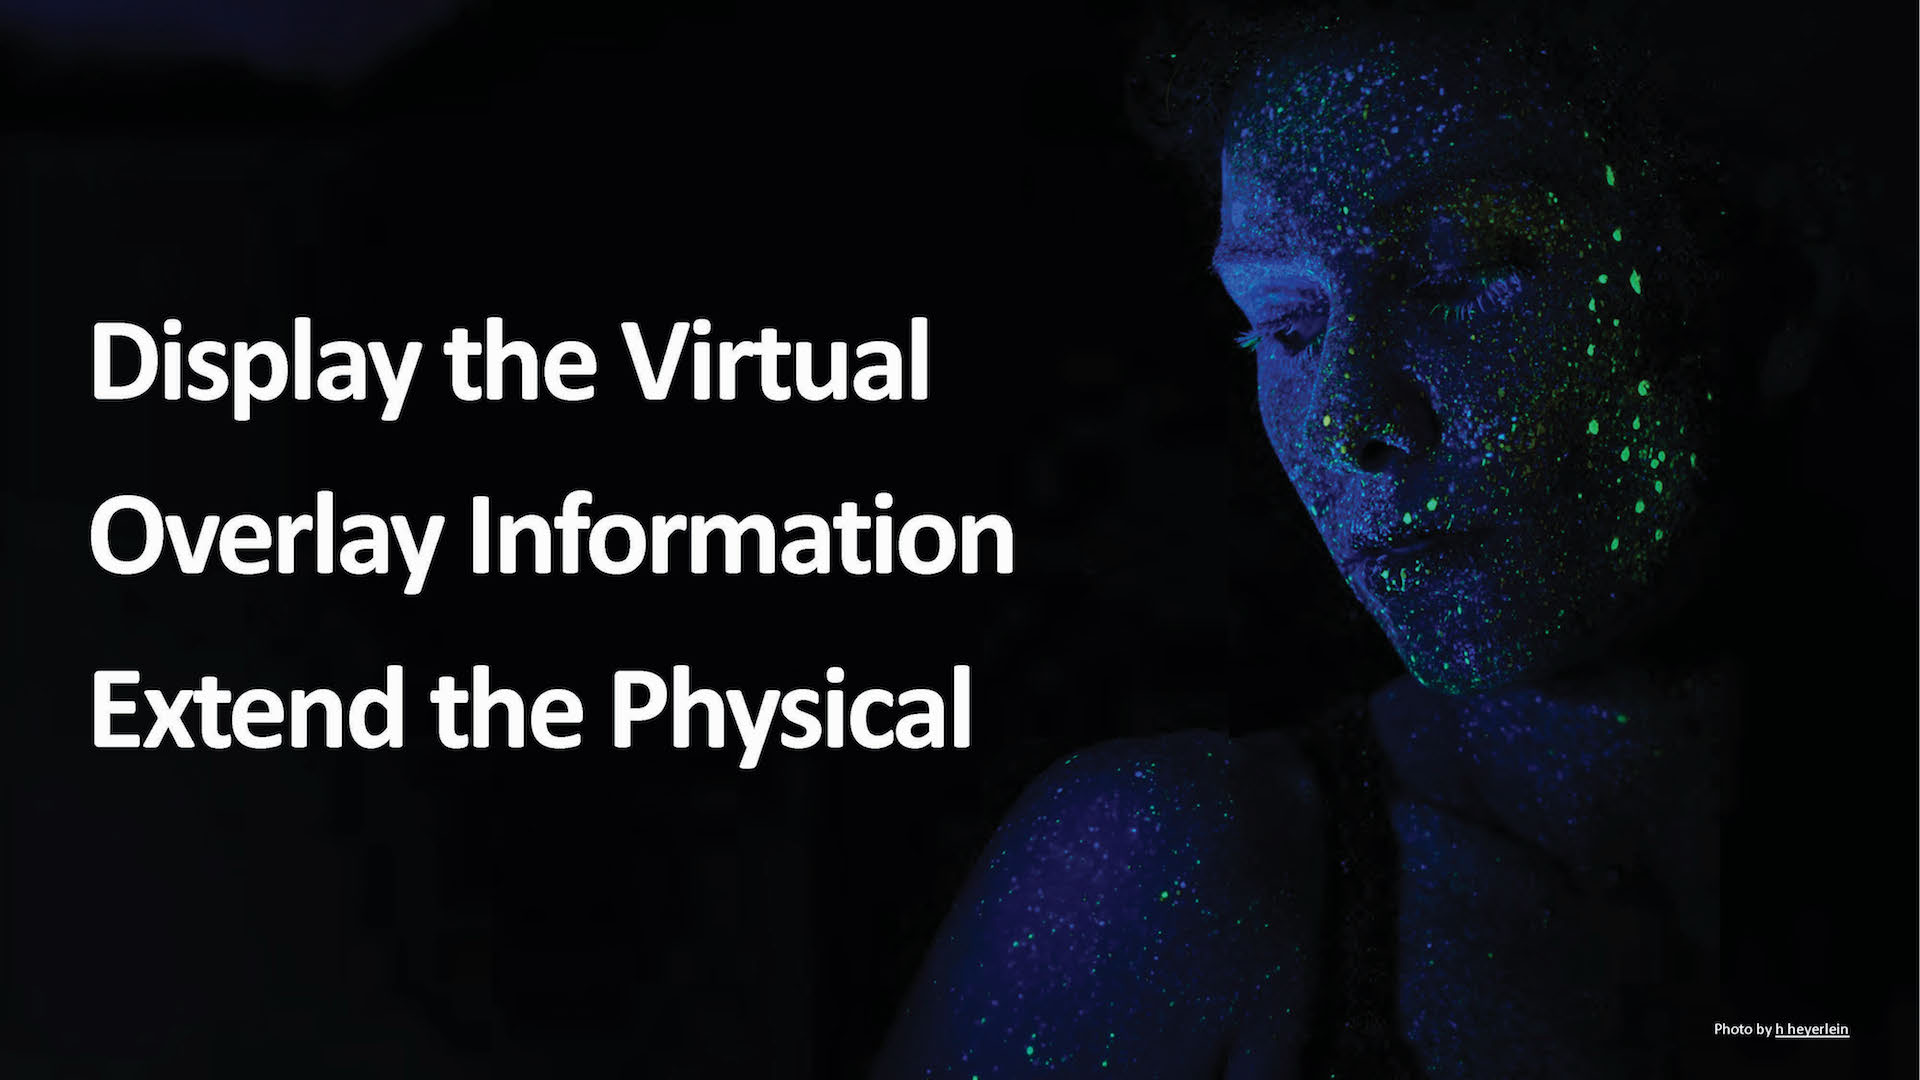 Display the Virtual
Overlay Information
Extend the Physical
Photo by h heyerlein